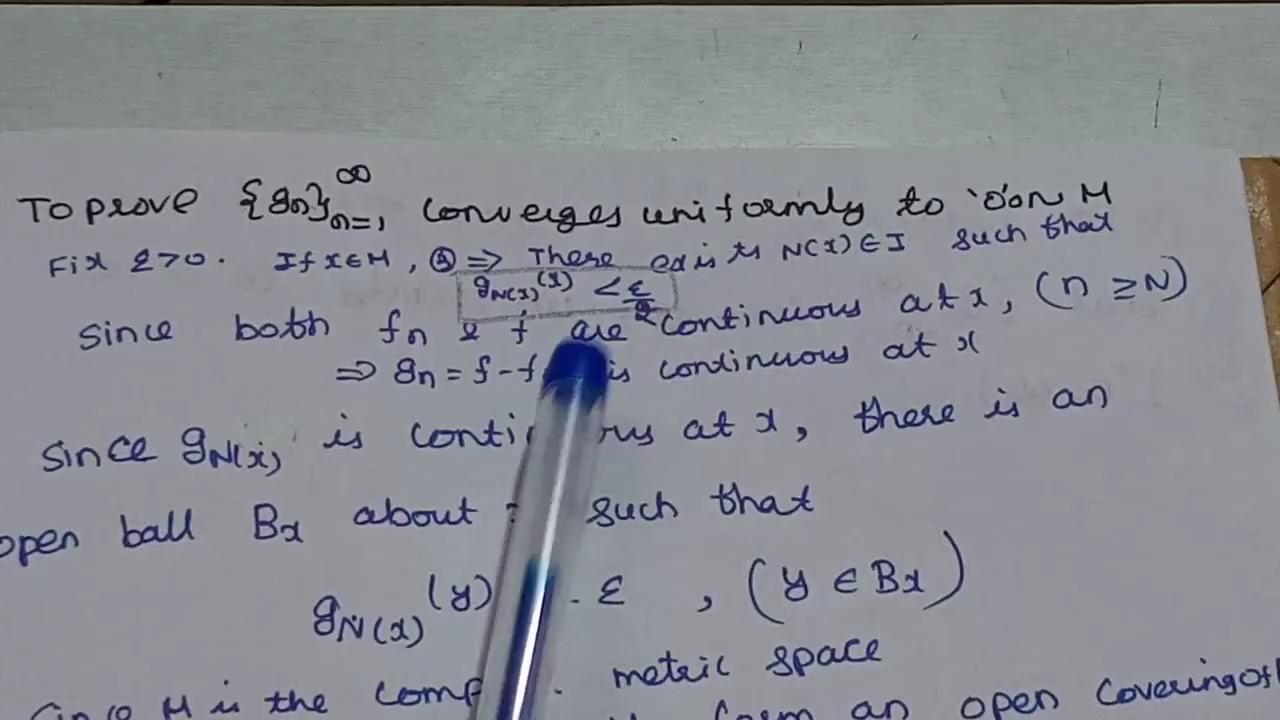 To prove {gn}∞n=1 converges uniformly to '0' on M
Fix ε>0. If x∈M, ⇒ There exists N(x)∈I such that
gN(x)(x) < ε/2
Since both fn & f are continuous at x, (n ≥ N)
⇒ gn = f-f is continuous at x
Since gN(x) is conti at x, there is an
open ball Bx about such that
gN(x)(y) ε , (y ∈ Bx)
Since M is the comp metric space
form an open covering of